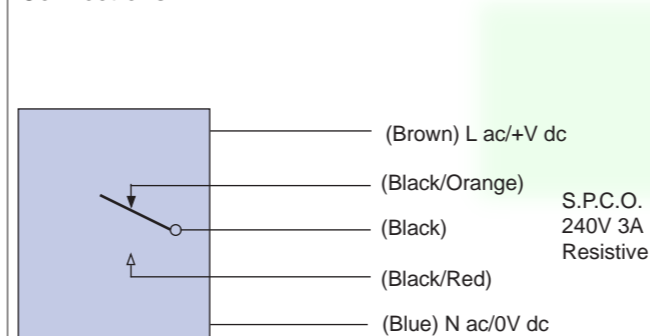 (Brown) L ac/+V dc
(Black/Orange)
(Black)
(Black/Red)
(Blue) N ac/0V dc
S.P.C.O.
240V 3A
Resistive